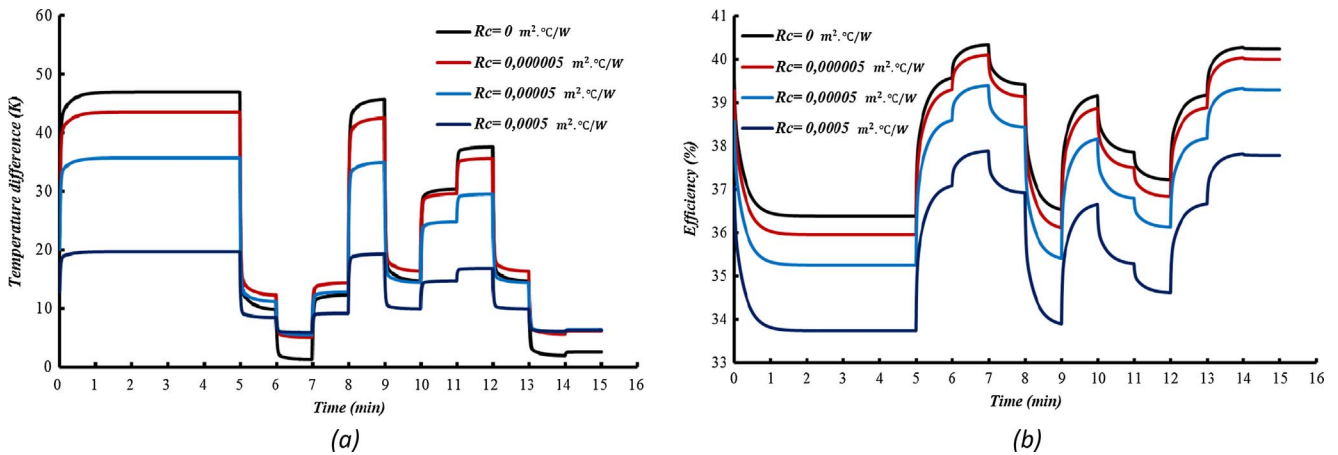 Temperature difference (K)
60
50
40
30
20
10
0
0 1 2 3 4 5 6 7 8 9 10 11 12 13 14 15 16
Time (min)
Rc= 0 m².°C/W
Rc= 0,000005 m².°C/W
Rc= 0,00005 m².°C/W
Rc= 0,0005 m².°C/W
(a)
Efficiency (%)
41
40
39
38
37
36
35
34
33
0 1 2 3 4 5 6 7 8 9 10 11 12 13 14 15 16
Time (min)
Rc= 0 m².°C/W
Rc= 0,000005 m².°C/W
Rc= 0,00005 m².°C/W
Rc= 0,0005 m².°C/W
(b)